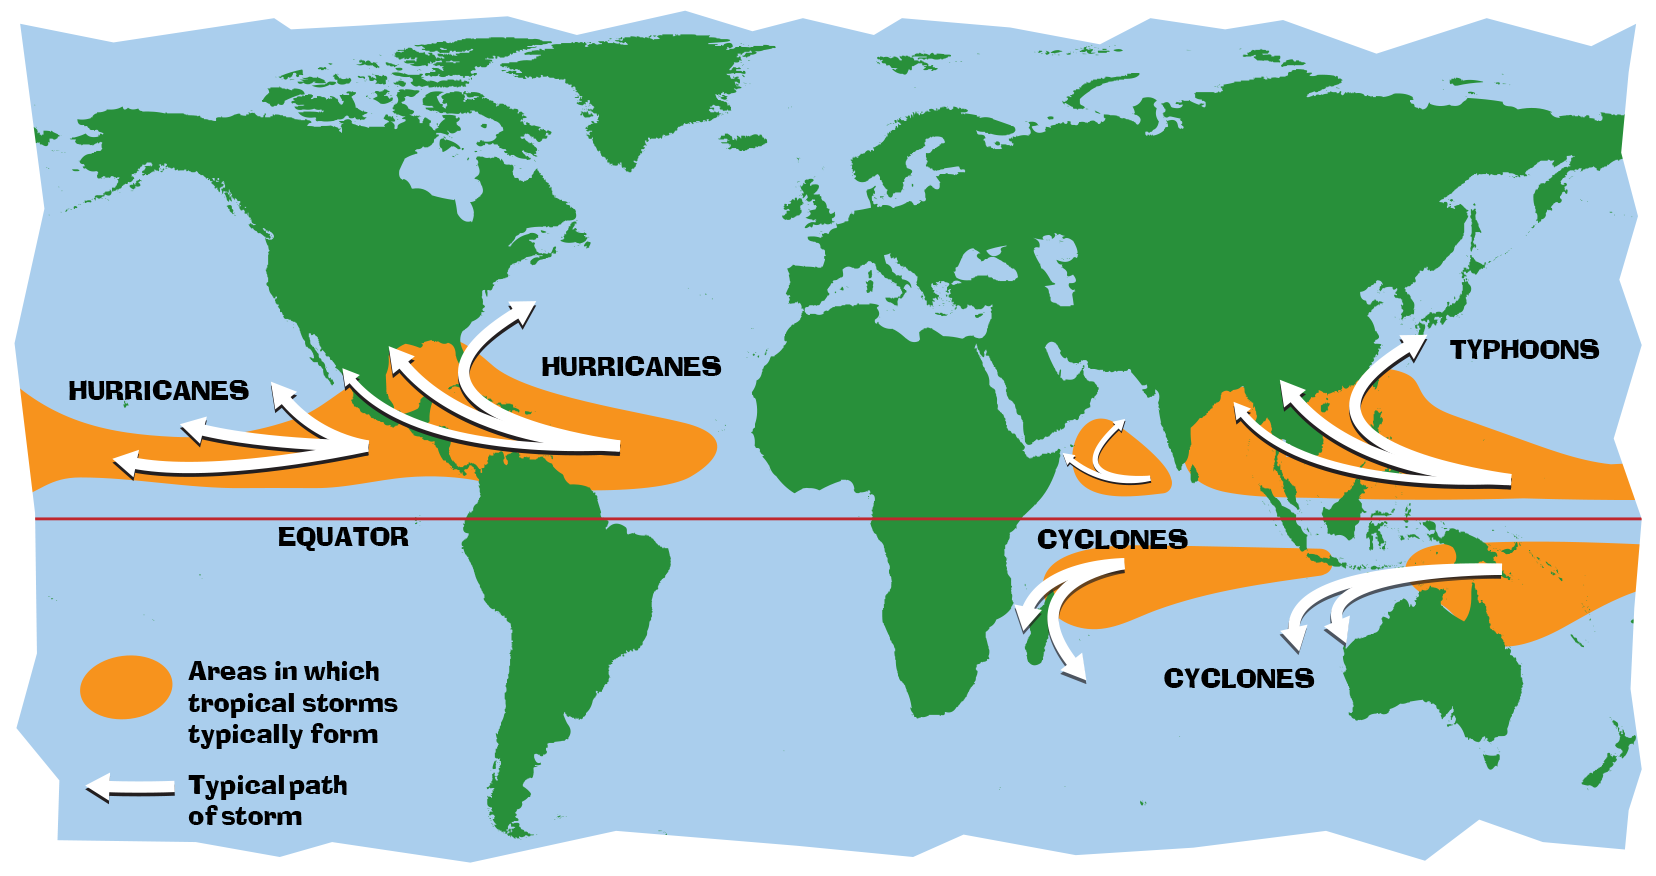 TYPHOONS
HURRICANES
HURRICANES
EQUATOR
CYCLONES
CYCLONES
Areas in which
tropical storms
typically form
Typical path
of storm